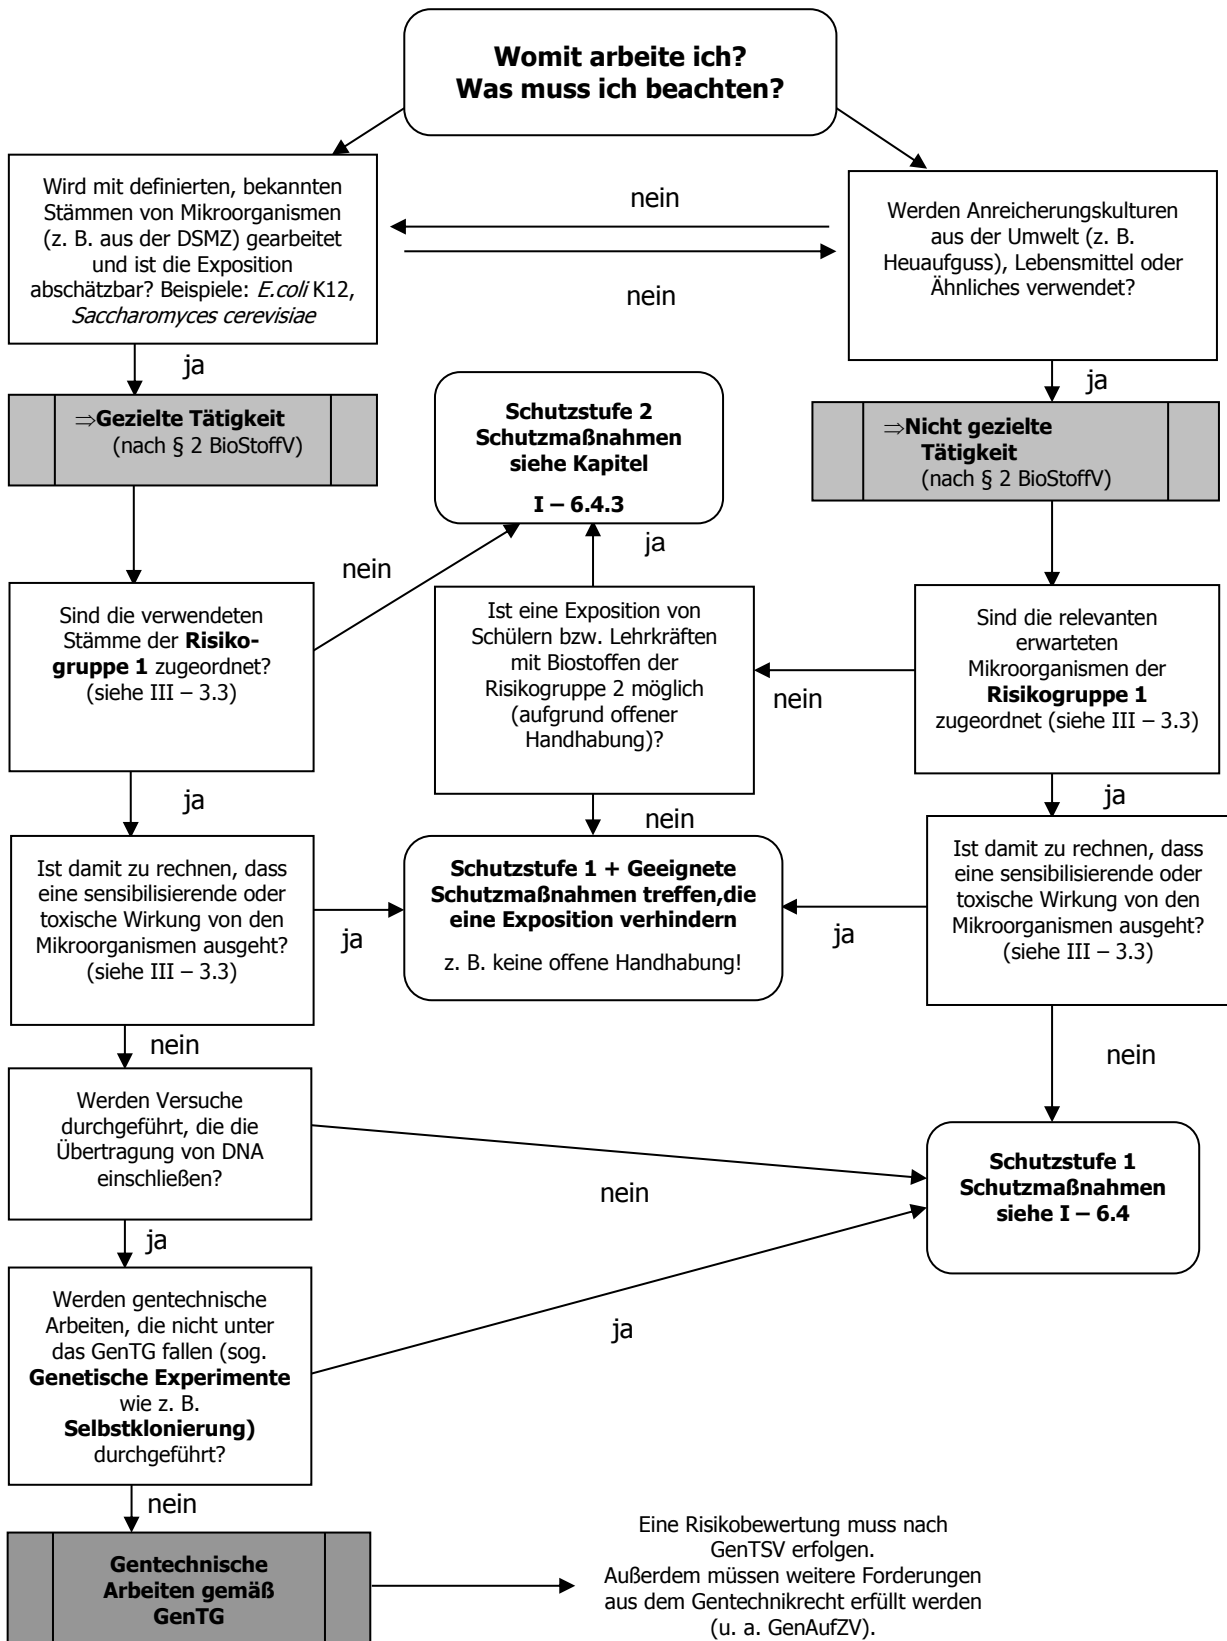 Womit arbeite ich?
Was muss ich beachten?
Wird mit definierten, bekannten
Stämmen von Mikroorganismen
(z. B. aus der DSMZ) gearbeitet
und ist die Exposition
abschätzbar? Beispiele: E.coli K12,
Saccharomyces cerevisiae
nein
nein
Werden Anreicherungskulturen
aus der Umwelt (z. B.
Heuaufguss), Lebensmittel oder
Ähnliches verwendet?
ja
ja
⇒Gezielte Tätigkeit
(nach § 2 BioStoffV)
Schutzstufe 2
Schutzmaßnahmen
siehe Kapitel
I – 6.4.3
⇒Nicht gezielte
Tätigkeit
(nach § 2 BioStoffV)
nein
ja
Sind die verwendeten
Stämme der Risiko-
gruppe 1 zugeordnet?
(siehe III – 3.3)
Ist eine Exposition von
Schülern bzw. Lehrkräften
mit Biostoffen der
Risikogruppe 2 möglich
(aufgrund offener
Handhabung)?
nein
Sind die relevanten
erwarteten
Mikroorganismen der
Risikogruppe 1
zugeordnet (siehe III – 3.3)
ja
nein
ja
Ist damit zu rechnen, dass
eine sensibilisierende oder
toxische Wirkung von den
Mikroorganismen ausgeht?
(siehe III – 3.3)
ja
Schutzstufe 1 + Geeignete
Schutzmaßnahmen treffen,die
eine Exposition verhindern
z. B. keine offene Handhabung!
ja
Ist damit zu rechnen, dass
eine sensibilisierende oder
toxische Wirkung von den
Mikroorganismen ausgeht?
(siehe III – 3.3)
nein
nein
Werden Versuche
durchgeführt, die die
Übertragung von DNA
einschließen?
nein
Schutzstufe 1
Schutzmaßnahmen
siehe I – 6.4
ja
Werden gentechnische
Arbeiten, die nicht unter
das GenTG fallen (sog.
Genetische Experimente
wie z. B.
Selbstklonierung)
durchgeführt?
ja
nein
Gentechnische
Arbeiten gemäß
GenTG
Eine Risikobewertung muss nach
GenTSV erfolgen.
Außerdem müssen weitere Forderungen
aus dem Gentechnikrecht erfüllt werden
(u. a. GenAufZV).